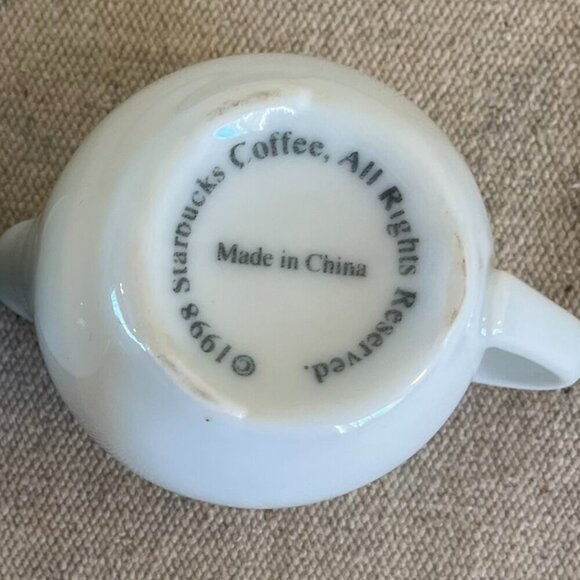 ©1998 Starbucks Coffee, All Rights Reserved.
Made in China